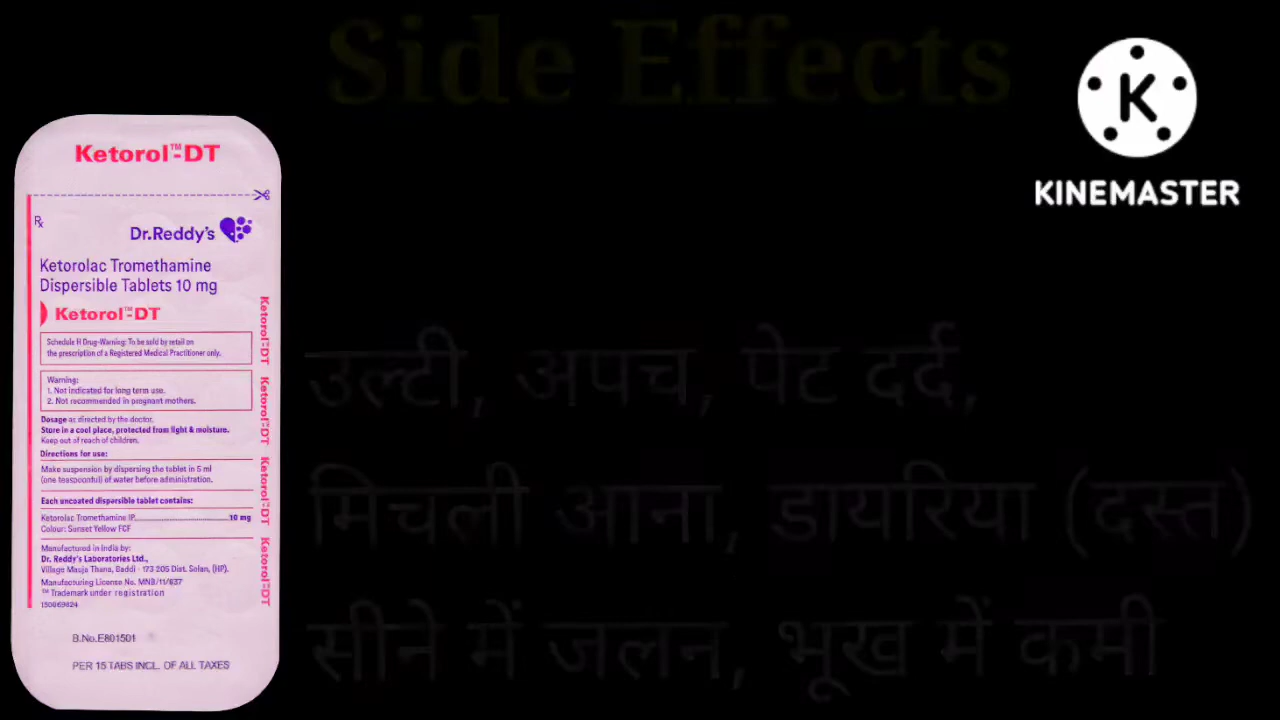 Side Effects
K
KINEMASTER
Ketorol™-DT
Rx
Dr.Reddy's
Ketorolac Tromethamine
Dispersible Tablets 10 mg
Ketorol™-DT
Schedule H Drug-Warning: To be sold by retail on
the prescription of a Registered Medical Practitioner only.
Warning:
1. Not indicated for long term use.
2. Not recommended in pregnant mothers.
Dosage as directed by the doctor.
Store in a cool place, protected from light & moisture.
Keep out of reach of children.
Directions for use:
Make suspension by dispersing the tablet in 5 ml
(one teaspoonful) of water before administration.
Each uncoated dispersible tablet contains:
Ketorolac Tromethamine IP 10 mg
Colour: Sunset Yellow FCF
Manufactured in India by:
Dr. Reddy's Laboratories Ltd.,
Village Mauja Thana, Baddi - 173 205 Dist. Solan, (HP).
Manufacturing License No. MNB/11/837
™ Trademark under registration
150069824
B.No.E801501
PER 15 TABS INCL. OF ALL TAXES
Ketorol™-DT
Ketorol™-DT
Ketorol™-DT
Ketorol™-DT
उल्टी, अपच, पेट दर्द,
मिचली आना, डायरिया (दस्त)
सीने में जलन, भूख में कमी